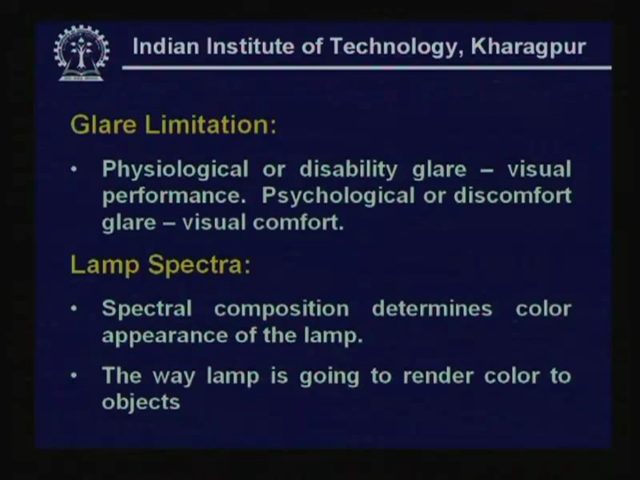 Indian Institute of Technology, Kharagpur
Glare Limitation:
• Physiological or disability glare – visual
performance. Psychological or discomfort
glare – visual comfort.
Lamp Spectra:
• Spectral composition determines color
appearance of the lamp.
• The way lamp is going to render color to
objects